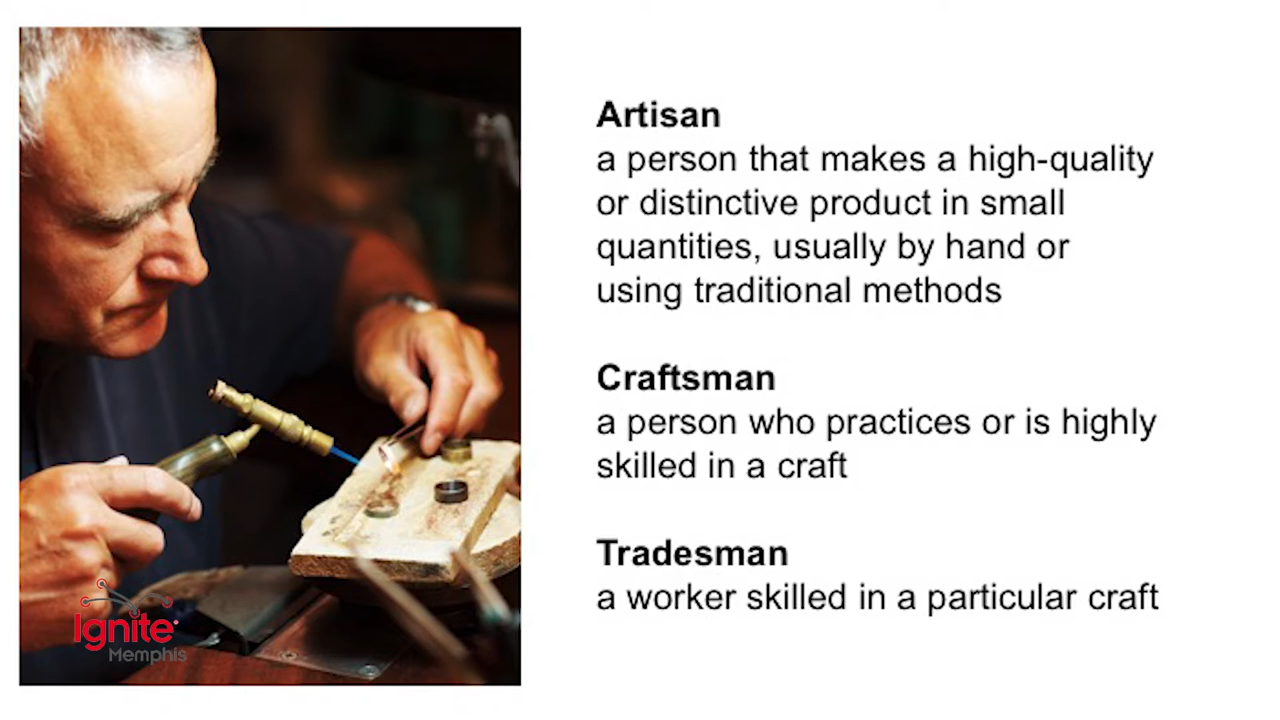 Artisan
a person that makes a high-quality
or distinctive product in small
quantities, usually by hand or
using traditional methods
Craftsman
a person who practices or is highly
skilled in a craft
Tradesman
a worker skilled in a particular craft
Ignite
Memphis